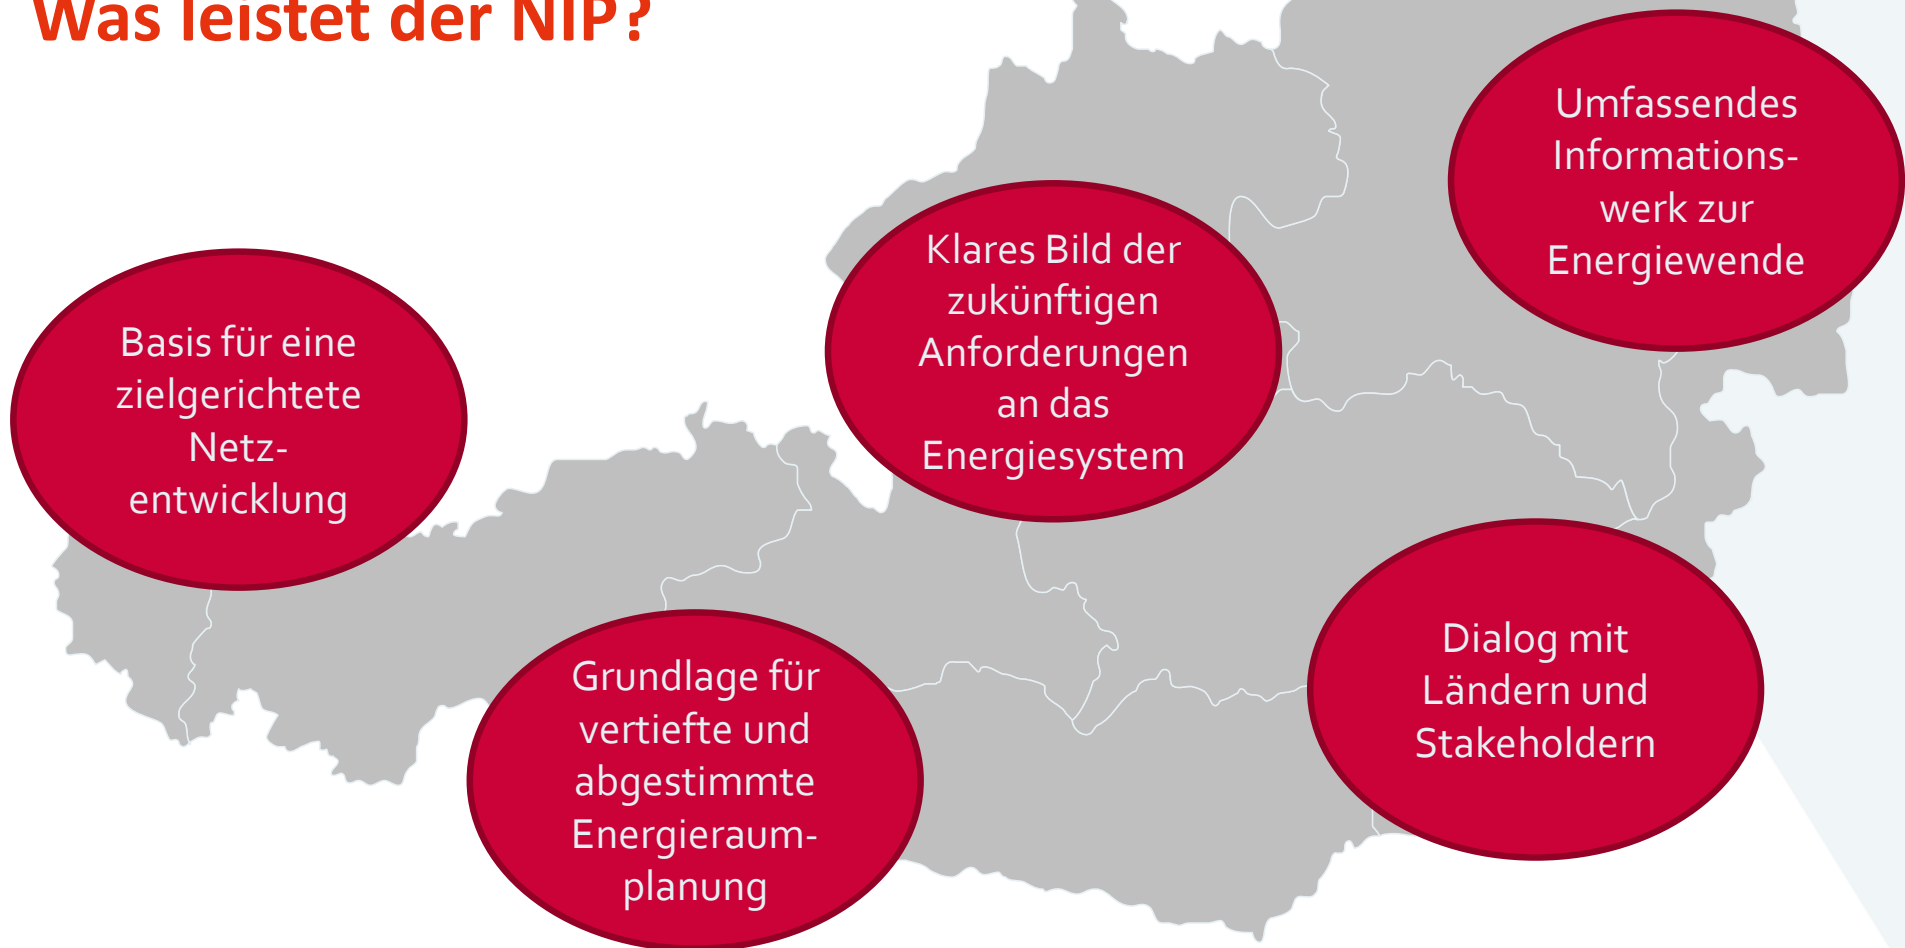 Was leistet der NIP?
Basis für eine
zielgerichtete
Netz-
entwicklung
Grundlage für
vertiefte und
abgestimmte
Energieraum-
planung
Klares Bild der
zukünftigen
Anforderungen
an das
Energiesystem
Umfassendes
Informations-
werk zur
Energiewende
Dialog mit
Ländern und
Stakeholdern